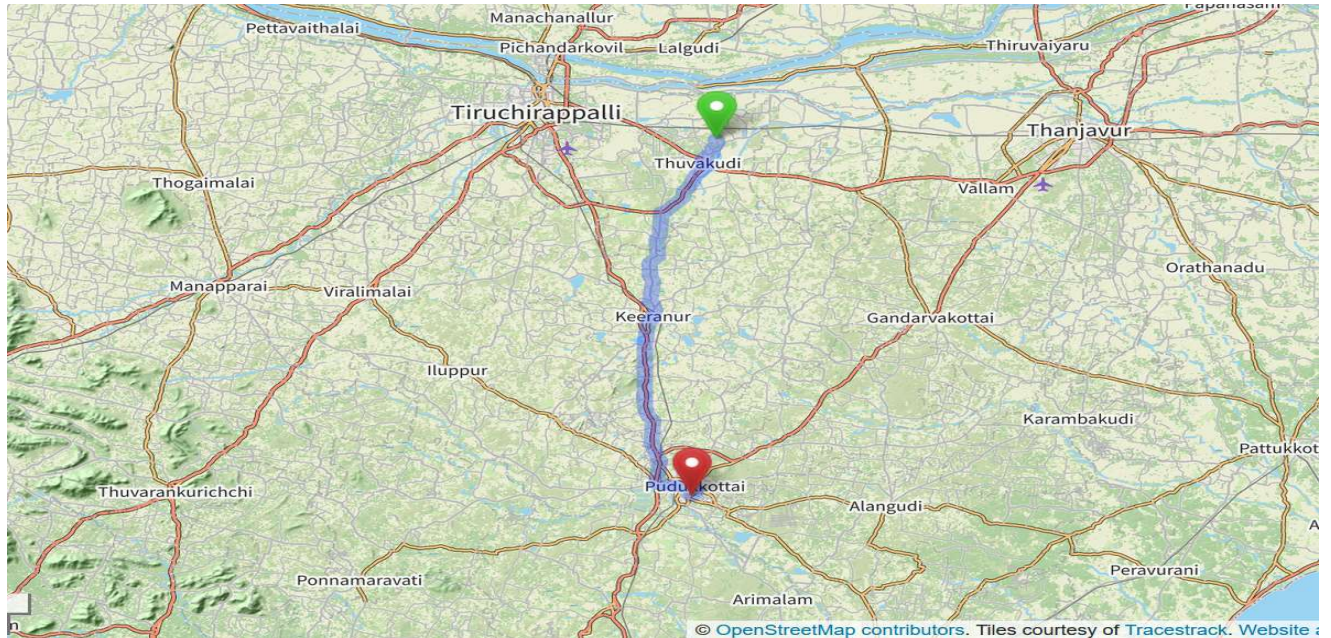 Papanasam
Manachanallur
Pettavaithalai
Pichandarkovil
Lalgudi
Thiruvaiyaru
Tiruchirappalli
Thanjavur
Thuvakudi
Thogaimalai
Vallam
Orathanadu
Manapparai
Viralimalai
Keeranur
Gandarvakottai
Iluppur
Karambakudi
Pattukkot
Thuvarankurichchi
Alangudi
Ponnamaravati
Peravurani
Arimalam
© OpenStreetMap contributors. Tiles courtesy of Tracestrack. Website a